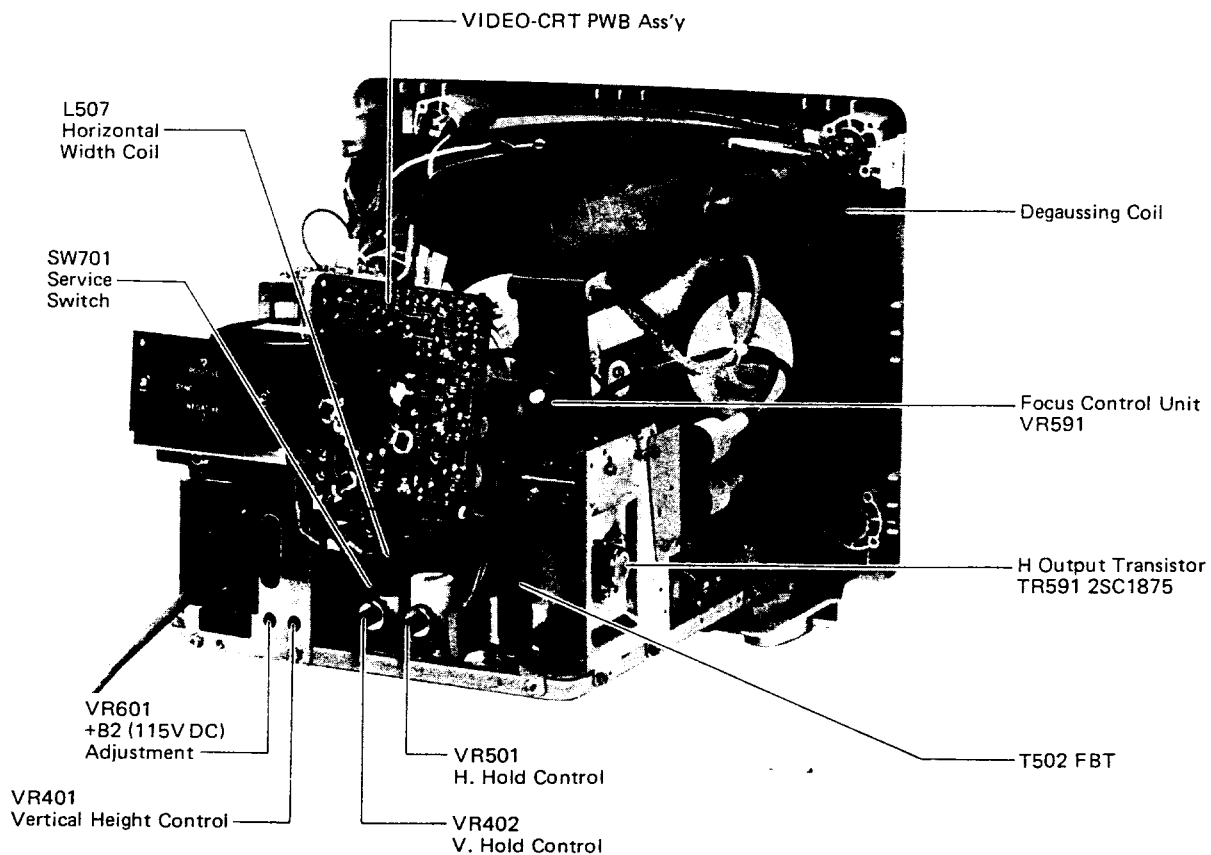 VIDEO-CRT PWB Ass'y
L507
Horizontal
Width Coil
SW701
Service
Switch
Degaussing Coil
Focus Control Unit
VR591
H Output Transistor
TR591 2SC1875
T502 FBT
VR601
+B2 (115V DC)
Adjustment
VR401
Vertical Height Control
VR501
H. Hold Control
VR402
V. Hold Control